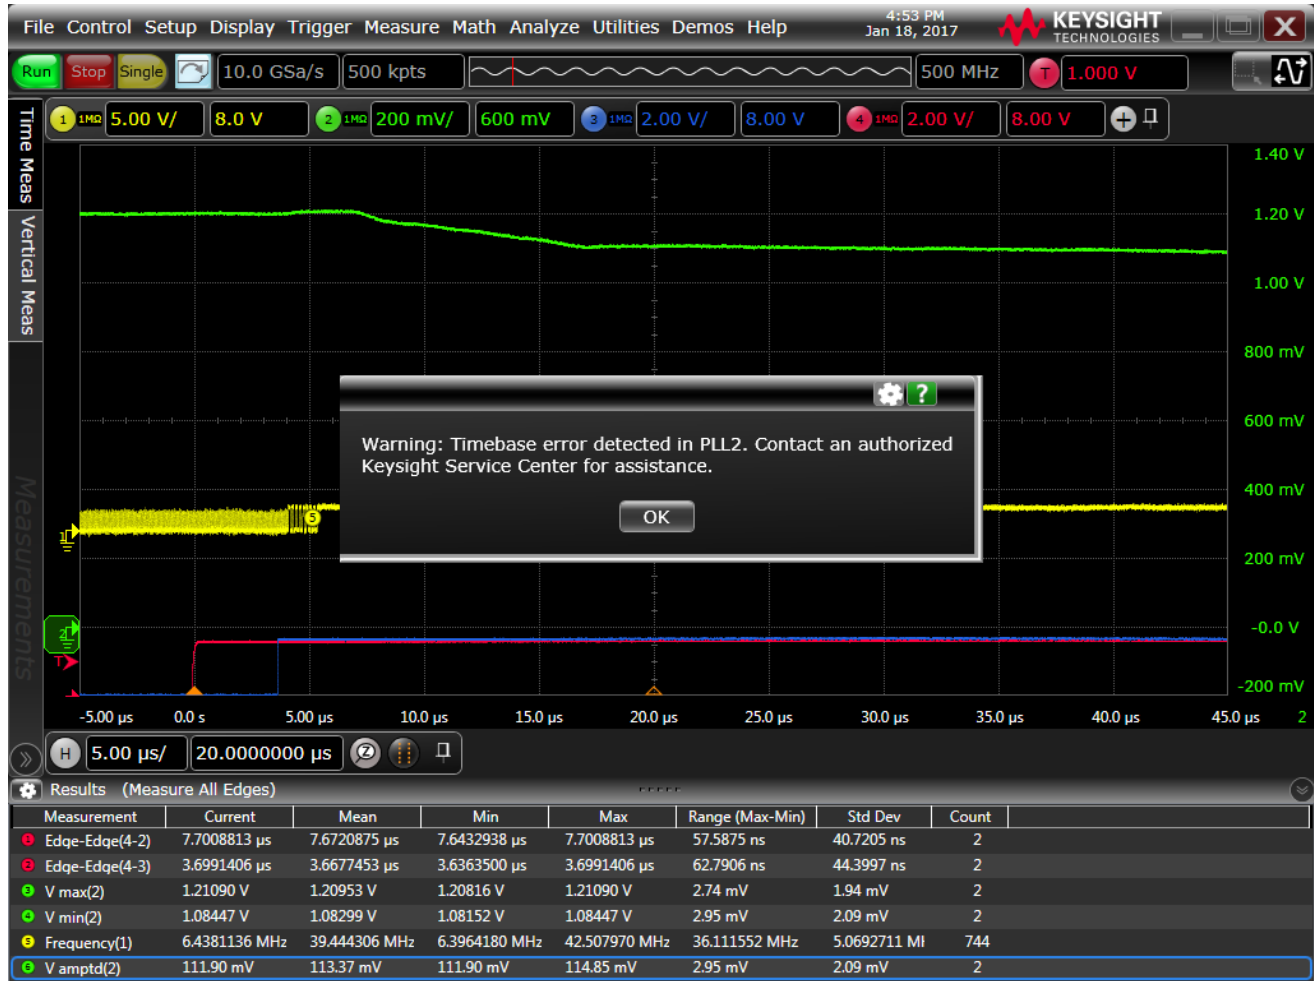 File Control Setup Display Trigger Measure Math Analyze Utilities Demos Help
4:53 PM
Jan 18, 2017
KEYSIGHT
TECHNOLOGIES
Run Stop Single 10.0 GSa/s 500 kpts 500 MHz T 1.000 V
1 1MΩ 5.00 V/ 8.0 V 2 1MΩ 200 mV/ 600 mV 3 1MΩ 2.00 V/ 8.00 V 4 1MΩ 2.00 V/ 8.00 V
Time Meas
Vertical Meas
Measurements
1.40 V
1.20 V
1.00 V
800 mV
600 mV
400 mV
200 mV
-0.0 V
-200 mV
Warning: Timebase error detected in PLL2. Contact an authorized
Keysight Service Center for assistance.
OK
?
5
1
2
T
-5.00 µs 0.0 s 5.00 µs 10.0 µs 15.0 µs 20.0 µs 25.0 µs 30.0 µs 35.0 µs 40.0 µs 45.0 µs 2
H 5.00 µs/ 20.0000000 µs Z
Results (Measure All Edges)
Measurement Current Mean Min Max Range (Max-Min) Std Dev Count
1 Edge-Edge(4-2) 7.7008813 µs 7.6720875 µs 7.6432938 µs 7.7008813 µs 57.5875 ns 40.7205 ns 2
2 Edge-Edge(4-3) 3.6991406 µs 3.6677453 µs 3.6363500 µs 3.6991406 µs 62.7906 ns 44.3997 ns 2
3 V max(2) 1.21090 V 1.20953 V 1.20816 V 1.21090 V 2.74 mV 1.94 mV 2
4 V min(2) 1.08447 V 1.08299 V 1.08152 V 1.08447 V 2.95 mV 2.09 mV 2
5 Frequency(1) 6.4381136 MHz 39.444306 MHz 6.3964180 MHz 42.507970 MHz 36.111552 MHz 5.0692711 MH 744
6 V amptd(2) 111.90 mV 113.37 mV 111.90 mV 114.85 mV 2.95 mV 2.09 mV 2